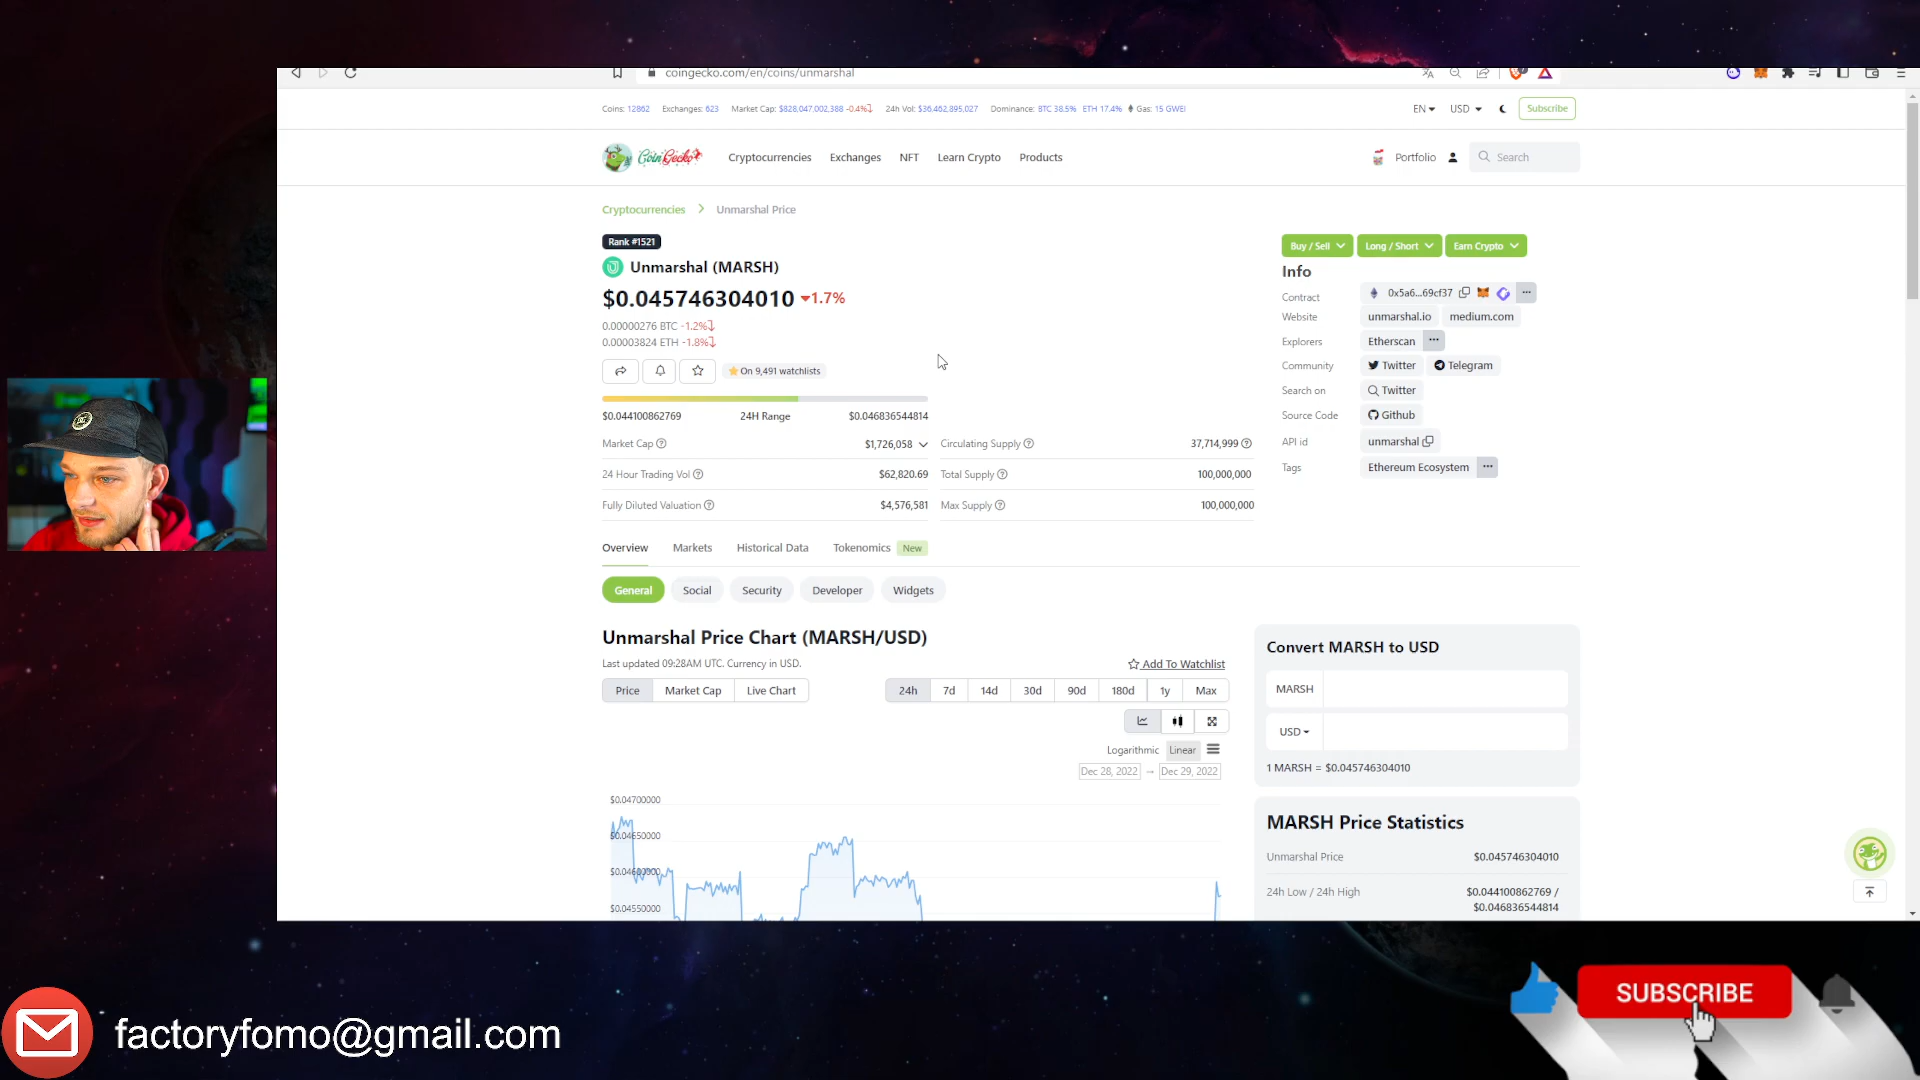 coingecko.com/en/coins/unmarshal
Coins: 12862 Exchanges: 623 Market Cap: $828,047,002,388 -0.4% 24h Vol: $36,462,895,027 Dominance: BTC 38.5% ETH 17.4% Gas: 15 GWEI
EN USD Subscribe
CoinGecko Cryptocurrencies Exchanges NFT Learn Crypto Products Portfolio Search
Cryptocurrencies > Unmarshal Price
Rank #1521
Unmarshal (MARSH)
$0.045746304010 1.7%
0.00000276 BTC -1.2%
0.00003824 ETH -1.8%
On 9,491 watchlists
$0.044100862769 24H Range $0.046836544814
Market Cap $1,726,058
24 Hour Trading Vol $62,820.69
Fully Diluted Valuation $4,576,581
Circulating Supply 37,714,999
Total Supply 100,000,000
Max Supply 100,000,000
Buy / Sell Long / Short Earn Crypto
Info
Contract 0x5a6...69cf37 ...
Website unmarshal.io medium.com
Explorers Etherscan ...
Community Twitter Telegram
Search on Twitter
Source Code Github
API id unmarshal
Tags Ethereum Ecosystem ...
Overview Markets Historical Data Tokenomics New
General Social Security Developer Widgets
Unmarshal Price Chart (MARSH/USD)
Last updated 09:28AM UTC. Currency in USD.
Add To Watchlist
Price Market Cap Live Chart
24h 7d 14d 30d 90d 180d 1y Max
Logarithmic Linear
Dec 28, 2022 → Dec 29, 2022
$0.04700000
$0.04650000
$0.04600000
$0.04550000
Convert MARSH to USD
MARSH
USD
1 MARSH = $0.045746304010
MARSH Price Statistics
Unmarshal Price $0.045746304010
24h Low / 24h High $0.044100862769 /
$0.046836544814
factoryfomo@gmail.com
SUBSCRIBE